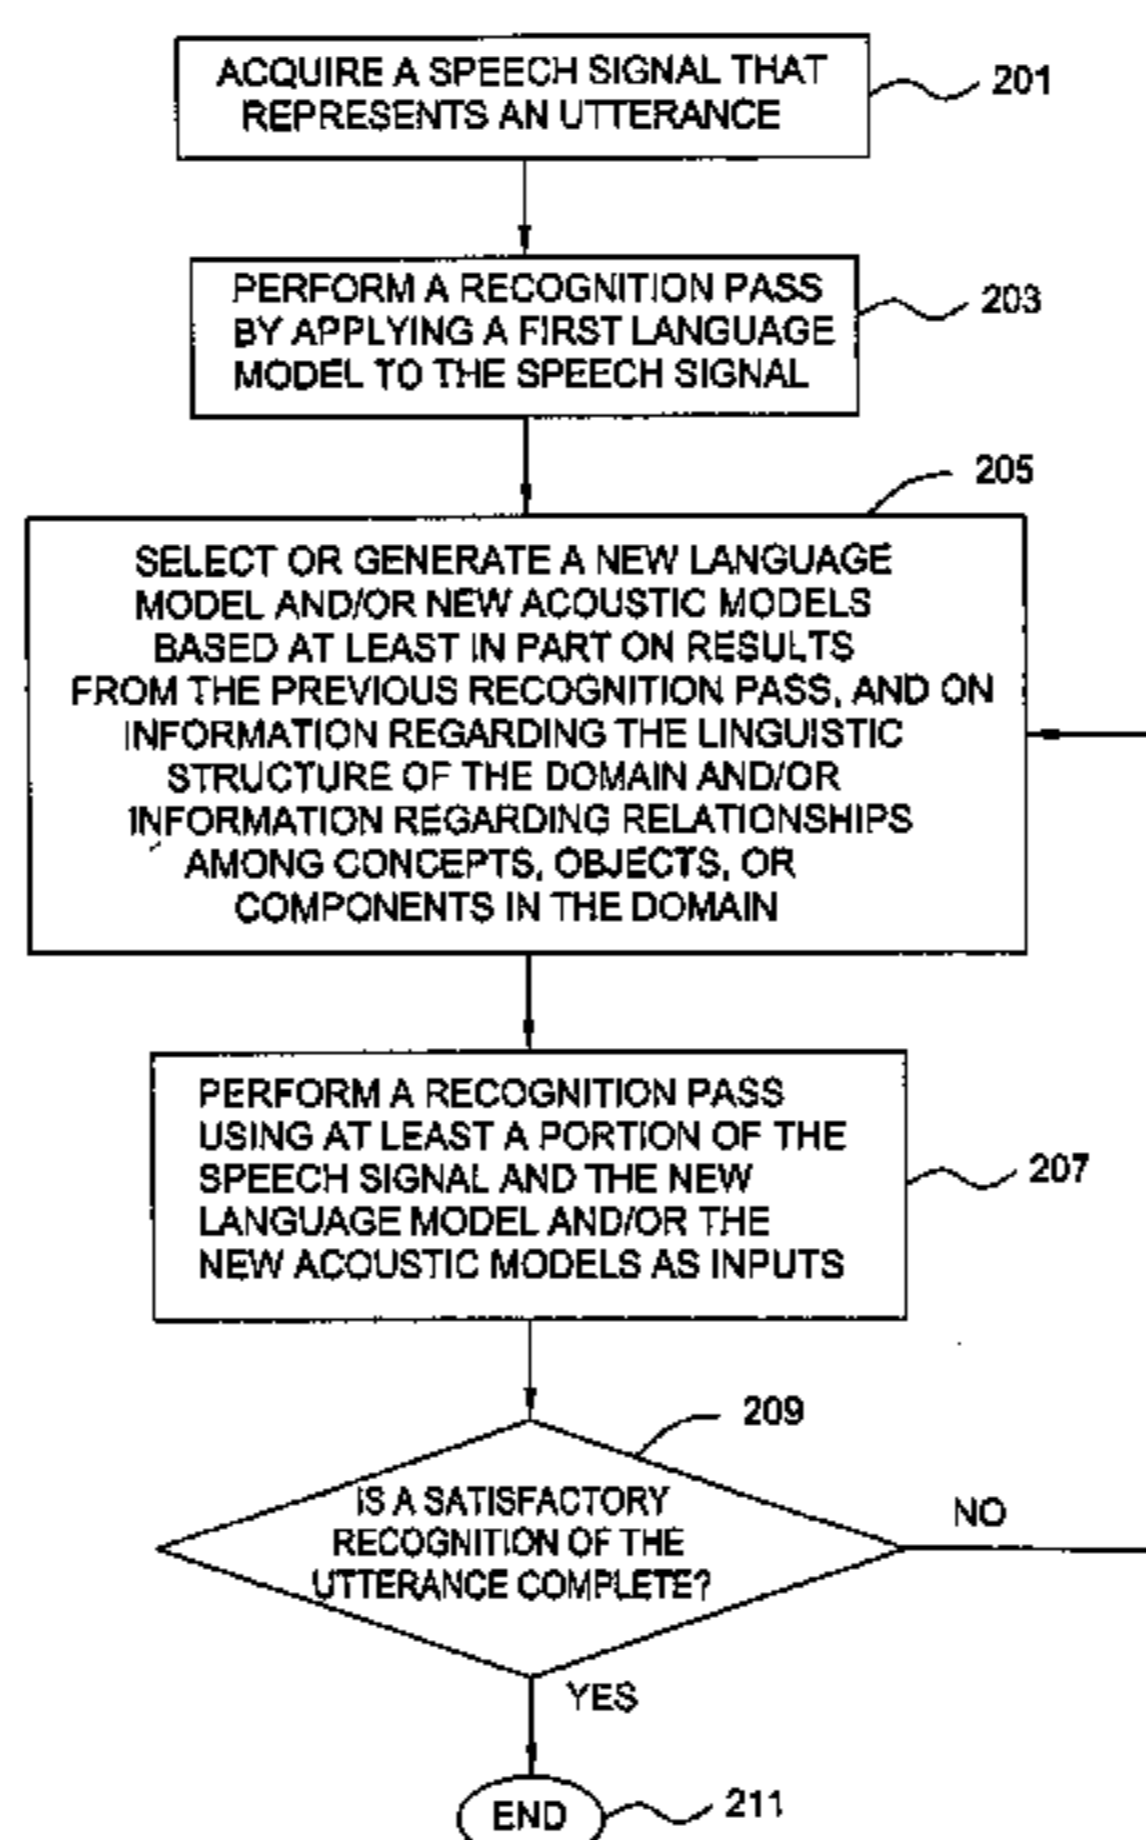 ACQUIRE A SPEECH SIGNAL THAT
REPRESENTS AN UTTERANCE
201
PERFORM A RECOGNITION PASS
BY APPLYING A FIRST LANGUAGE
MODEL TO THE SPEECH SIGNAL
203
205
SELECT OR GENERATE A NEW LANGUAGE
MODEL AND/OR NEW ACOUSTIC MODELS
BASED AT LEAST IN PART ON RESULTS
FROM THE PREVIOUS RECOGNITION PASS, AND ON
INFORMATION REGARDING THE LINGUISTIC
STRUCTURE OF THE DOMAIN AND/OR
INFORMATION REGARDING RELATIONSHIPS
AMONG CONCEPTS, OBJECTS, OR
COMPONENTS IN THE DOMAIN
PERFORM A RECOGNITION PASS
USING AT LEAST A PORTION OF THE
SPEECH SIGNAL AND THE NEW
LANGUAGE MODEL AND/OR THE
NEW ACOUSTIC MODELS AS INPUTS
207
209
IS A SATISFACTORY
RECOGNITION OF THE
UTTERANCE COMPLETE?
NO
YES
END
211